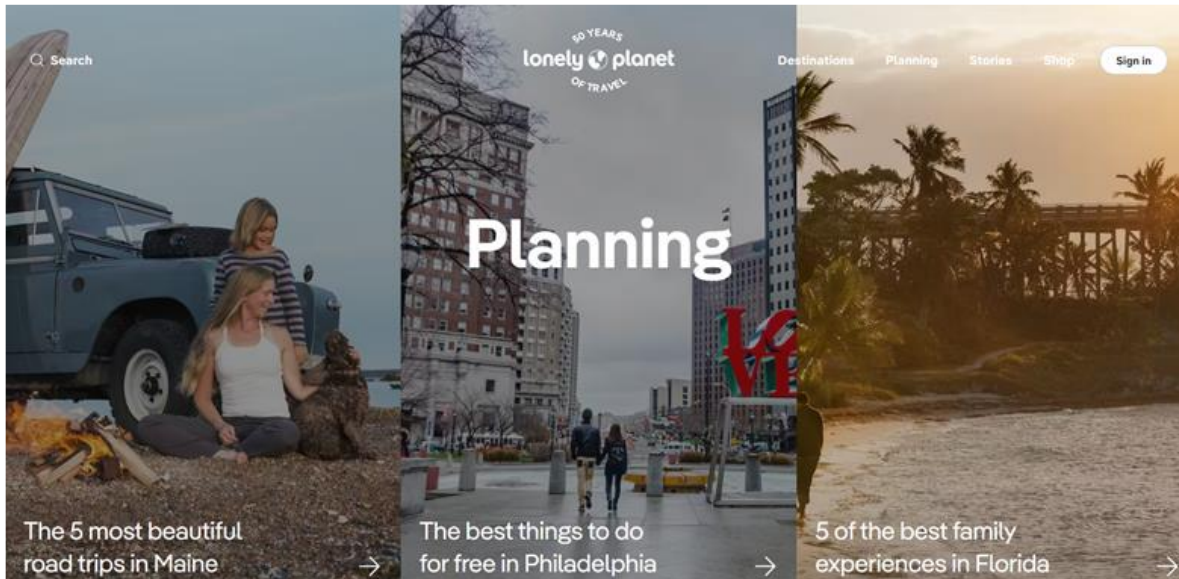 Search
50 YEARS
lonely planet
OF TRAVEL
Destinations
Planning
Stories
Shop
Sign in
Planning
LOVE
The 5 most beautiful
road trips in Maine
The best things to do
for free in Philadelphia
5 of the best family
experiences in Florida